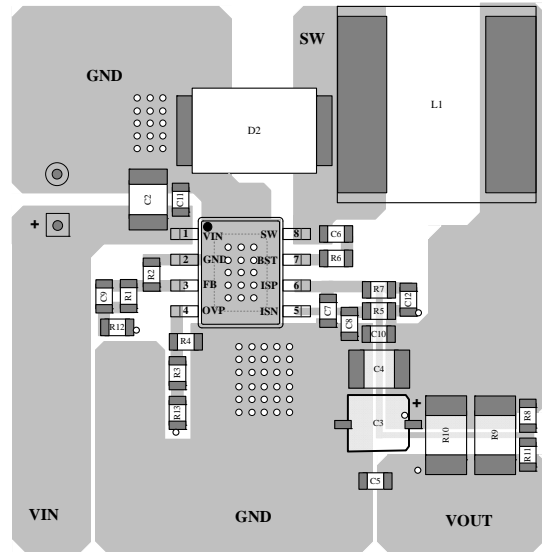 SW
GND
L1
D2
C2
C11
+
1 VIN SW 8
2 GND BST 7
3 FB ISP 6
4 OVP ISN 5
C6
R6
R2
C9
R1
R12
R7
C12
R5
C7
C8
C10
R4
R3
R13
C4
+
C3
R10
R9
R8
R11
C5
VIN
GND
VOUT